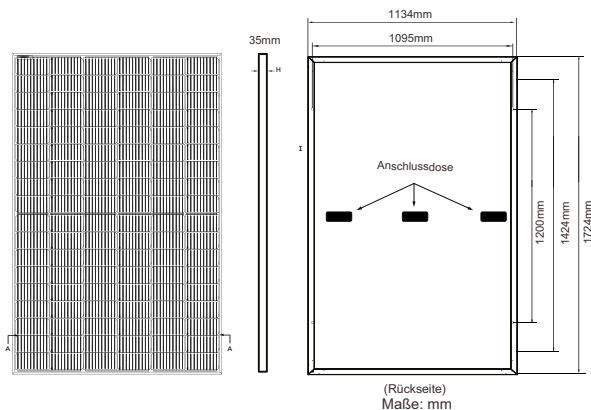 1134mm
1095mm
35mm
H
I
Anschlussdose
1200mm
1424mm
1724mm
A
A
(Rückseite)
Maße: mm